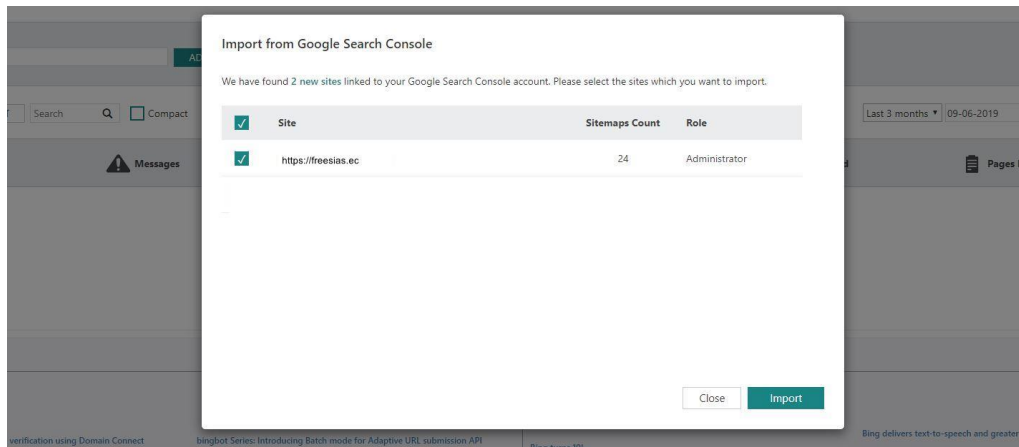 Import from Google Search Console
AD
We have found 2 new sites linked to your Google Search Console account. Please select the sites which you want to import.
Search Compact Last 3 months 09-06-2019
Site Sitemaps Count Role
Messages https://freesias.ec 24 Administrator Pages
Close Import
verification using Domain Connect bingbot Series: Introducing Batch mode for Adaptive URL submission API Bing delivers text-to-speech and greater